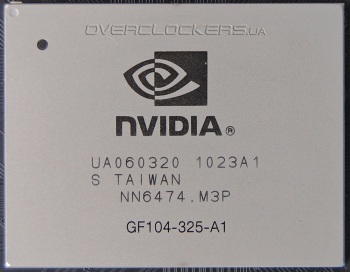 OVERCLOCKERS.UA
NVIDIA®
UA060320 1023A1
S TAIWAN
NN6474.M3P
GF104-325-A1